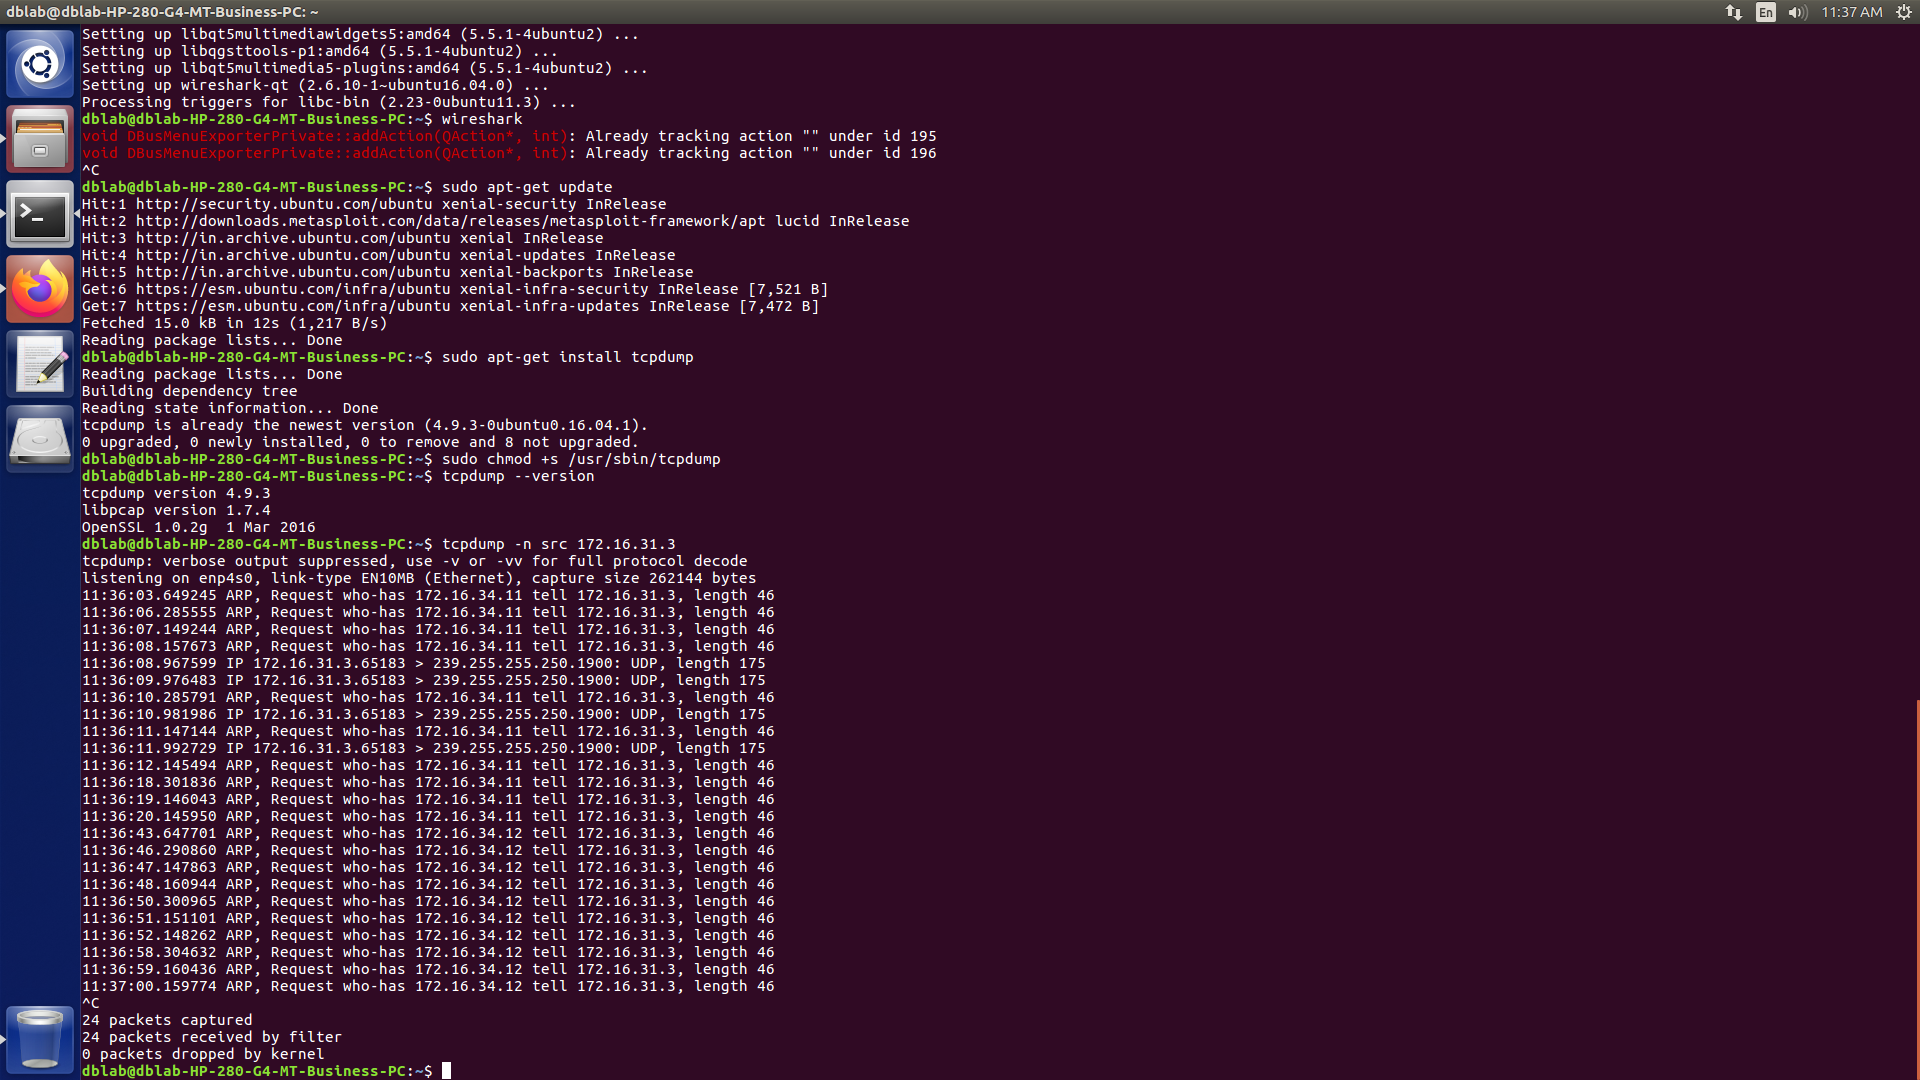 dblab@dblab-HP-280-G4-MT-Business-PC: ~
En
11:37 AM
Setting up libqt5multimediawidgets5:amd64 (5.5.1-4ubuntu2) ...
Setting up libqgsttools-p1:amd64 (5.5.1-4ubuntu2) ...
Setting up libqt5multimedia5-plugins:amd64 (5.5.1-4ubuntu2) ...
Setting up wireshark-qt (2.6.10-1~ubuntu16.04.0) ...
Processing triggers for libc-bin (2.23-0ubuntu11.3) ...
dblab@dblab-HP-280-G4-MT-Business-PC:~$ wireshark
void DBusMenuExporterPrivate::addAction(QAction*, int): Already tracking action "" under id 195
void DBusMenuExporterPrivate::addAction(QAction*, int): Already tracking action "" under id 196
^C
dblab@dblab-HP-280-G4-MT-Business-PC:~$ sudo apt-get update
Hit:1 http://security.ubuntu.com/ubuntu xenial-security InRelease
Hit:2 http://downloads.metasploit.com/data/releases/metasploit-framework/apt lucid InRelease
Hit:3 http://in.archive.ubuntu.com/ubuntu xenial InRelease
Hit:4 http://in.archive.ubuntu.com/ubuntu xenial-updates InRelease
Hit:5 http://in.archive.ubuntu.com/ubuntu xenial-backports InRelease
Get:6 https://esm.ubuntu.com/infra/ubuntu xenial-infra-security InRelease [7,521 B]
Get:7 https://esm.ubuntu.com/infra/ubuntu xenial-infra-updates InRelease [7,472 B]
Fetched 15.0 kB in 12s (1,217 B/s)
Reading package lists... Done
dblab@dblab-HP-280-G4-MT-Business-PC:~$ sudo apt-get install tcpdump
Reading package lists... Done
Building dependency tree
Reading state information... Done
tcpdump is already the newest version (4.9.3-0ubuntu0.16.04.1).
0 upgraded, 0 newly installed, 0 to remove and 8 not upgraded.
dblab@dblab-HP-280-G4-MT-Business-PC:~$ sudo chmod +s /usr/sbin/tcpdump
dblab@dblab-HP-280-G4-MT-Business-PC:~$ tcpdump --version
tcpdump version 4.9.3
libpcap version 1.7.4
OpenSSL 1.0.2g  1 Mar 2016
dblab@dblab-HP-280-G4-MT-Business-PC:~$ tcpdump -n src 172.16.31.3
tcpdump: verbose output suppressed, use -v or -vv for full protocol decode
listening on enp4s0, link-type EN10MB (Ethernet), capture size 262144 bytes
11:36:03.649245 ARP, Request who-has 172.16.34.11 tell 172.16.31.3, length 46
11:36:06.285555 ARP, Request who-has 172.16.34.11 tell 172.16.31.3, length 46
11:36:07.149244 ARP, Request who-has 172.16.34.11 tell 172.16.31.3, length 46
11:36:08.157673 ARP, Request who-has 172.16.34.11 tell 172.16.31.3, length 46
11:36:08.967599 IP 172.16.31.3.65183 > 239.255.255.250.1900: UDP, length 175
11:36:09.976483 IP 172.16.31.3.65183 > 239.255.255.250.1900: UDP, length 175
11:36:10.285791 ARP, Request who-has 172.16.34.11 tell 172.16.31.3, length 46
11:36:10.981986 IP 172.16.31.3.65183 > 239.255.255.250.1900: UDP, length 175
11:36:11.147144 ARP, Request who-has 172.16.34.11 tell 172.16.31.3, length 46
11:36:11.992729 IP 172.16.31.3.65183 > 239.255.255.250.1900: UDP, length 175
11:36:12.145494 ARP, Request who-has 172.16.34.11 tell 172.16.31.3, length 46
11:36:18.301836 ARP, Request who-has 172.16.34.11 tell 172.16.31.3, length 46
11:36:19.146043 ARP, Request who-has 172.16.34.11 tell 172.16.31.3, length 46
11:36:20.145950 ARP, Request who-has 172.16.34.11 tell 172.16.31.3, length 46
11:36:43.647701 ARP, Request who-has 172.16.34.12 tell 172.16.31.3, length 46
11:36:46.290860 ARP, Request who-has 172.16.34.12 tell 172.16.31.3, length 46
11:36:47.147863 ARP, Request who-has 172.16.34.12 tell 172.16.31.3, length 46
11:36:48.160944 ARP, Request who-has 172.16.34.12 tell 172.16.31.3, length 46
11:36:50.300965 ARP, Request who-has 172.16.34.12 tell 172.16.31.3, length 46
11:36:51.151101 ARP, Request who-has 172.16.34.12 tell 172.16.31.3, length 46
11:36:52.148262 ARP, Request who-has 172.16.34.12 tell 172.16.31.3, length 46
11:36:58.304632 ARP, Request who-has 172.16.34.12 tell 172.16.31.3, length 46
11:36:59.160436 ARP, Request who-has 172.16.34.12 tell 172.16.31.3, length 46
11:37:00.159774 ARP, Request who-has 172.16.34.12 tell 172.16.31.3, length 46
^C
24 packets captured
24 packets received by filter
0 packets dropped by kernel
dblab@dblab-HP-280-G4-MT-Business-PC:~$